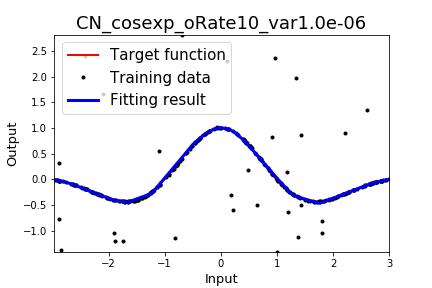 CN_cosexp_oRate10_var1.0e-06
Target function
Training data
Fitting result
2.5
2.0
1.5
1.0
0.5
0.0
−0.5
−1.0
−2
−1
0
1
2
3
Output
Input